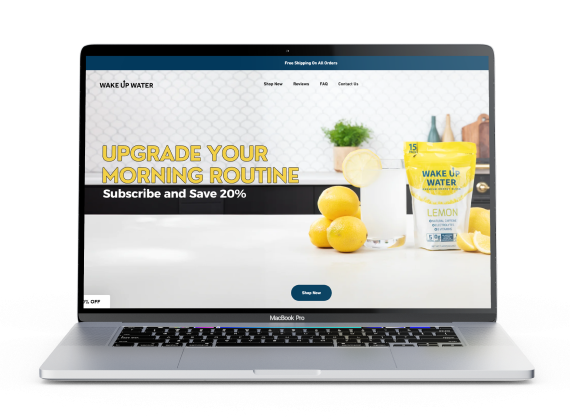 Free Shipping On All Orders
WAKE UP WATER
Shop Now Reviews FAQ Contact Us
UPGRADE YOUR
MORNING ROUTINE
Subscribe and Save 20%
15
WAKE UP
WATER
LEMON
Shop Now
% OFF
MacBook Pro